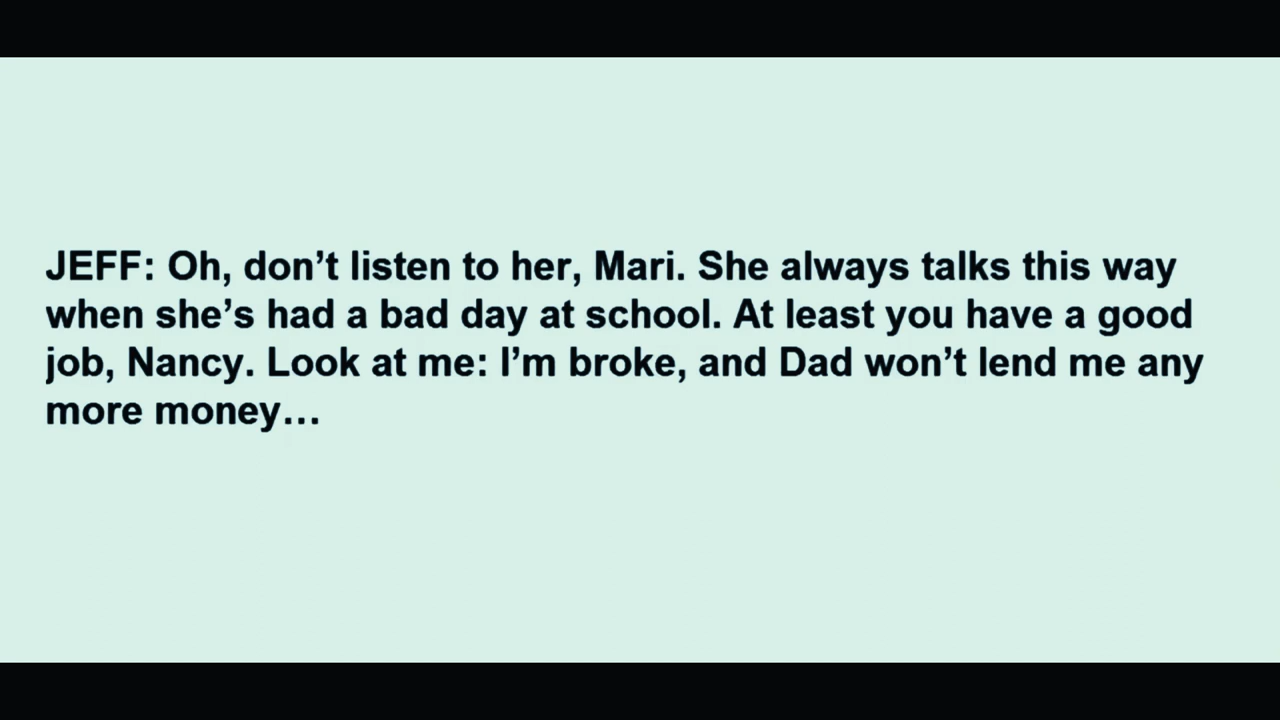 JEFF: Oh, don’t listen to her, Mari. She always talks this way
when she’s had a bad day at school. At least you have a good
job, Nancy. Look at me: I’m broke, and Dad won’t lend me any
more money…